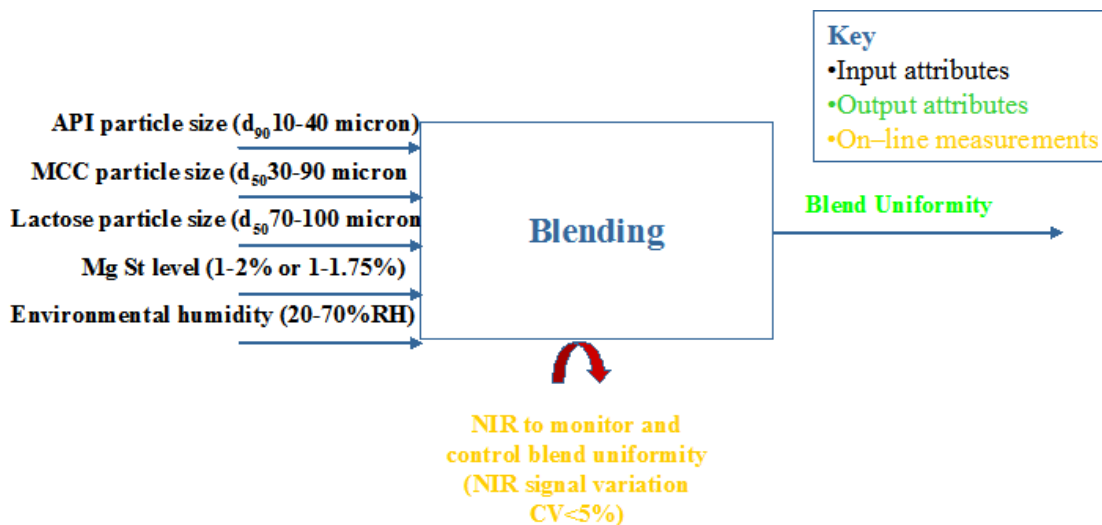 Key
•Input attributes
•Output attributes
•On–line measurements
API particle size (d90 10-40 micron)
MCC particle size (d50 30-90 micron
Lactose particle size (d50 70-100 micron
Mg St level (1-2% or 1-1.75%)
Environmental humidity (20-70%RH)
Blending
Blend Uniformity
NIR to monitor and
control blend uniformity
(NIR signal variation
CV<5%)